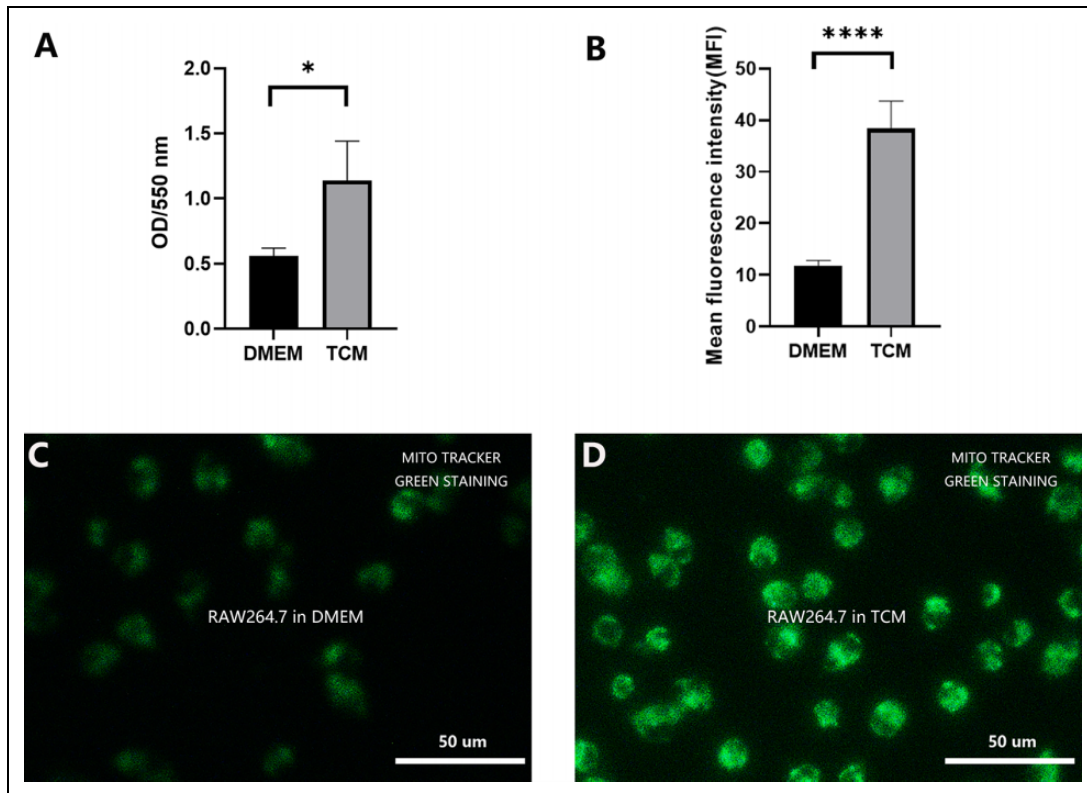 A
*
2.0
1.5
1.0
0.5
0.0
OD/550 nm
DMEM TCM
B
****
50
40
30
20
10
0
Mean fluorescence intensity(MFI)
DMEM TCM
C
MITO TRACKER
GREEN STAINING
RAW264.7 in DMEM
50 um
D
MITO TRACKER
GREEN STAINING
RAW264.7 in TCM
50 um